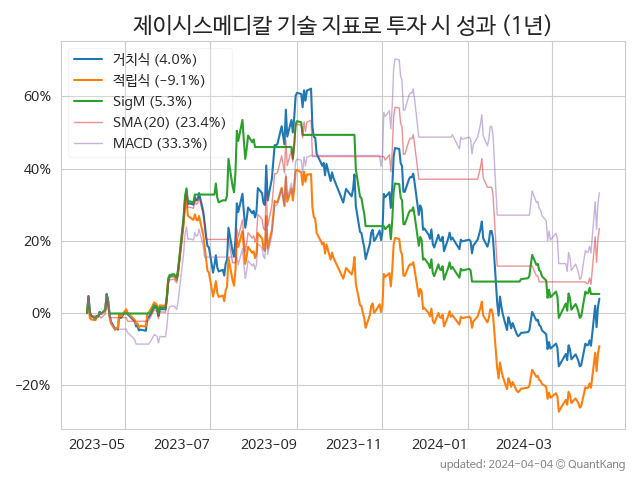 제이시스메디칼 기술 지표로 투자 시 성과 (1년)
거치식 (4.0%)
적립식 (−9.1%)
SigM (5.3%)
SMA(20) (23.4%)
MACD (33.3%)
60%
40%
20%
0%
−20%
2023-05
2023-07
2023-09
2023-11
2024-01
2024-03
updated: 2024-04-04 © QuantKang